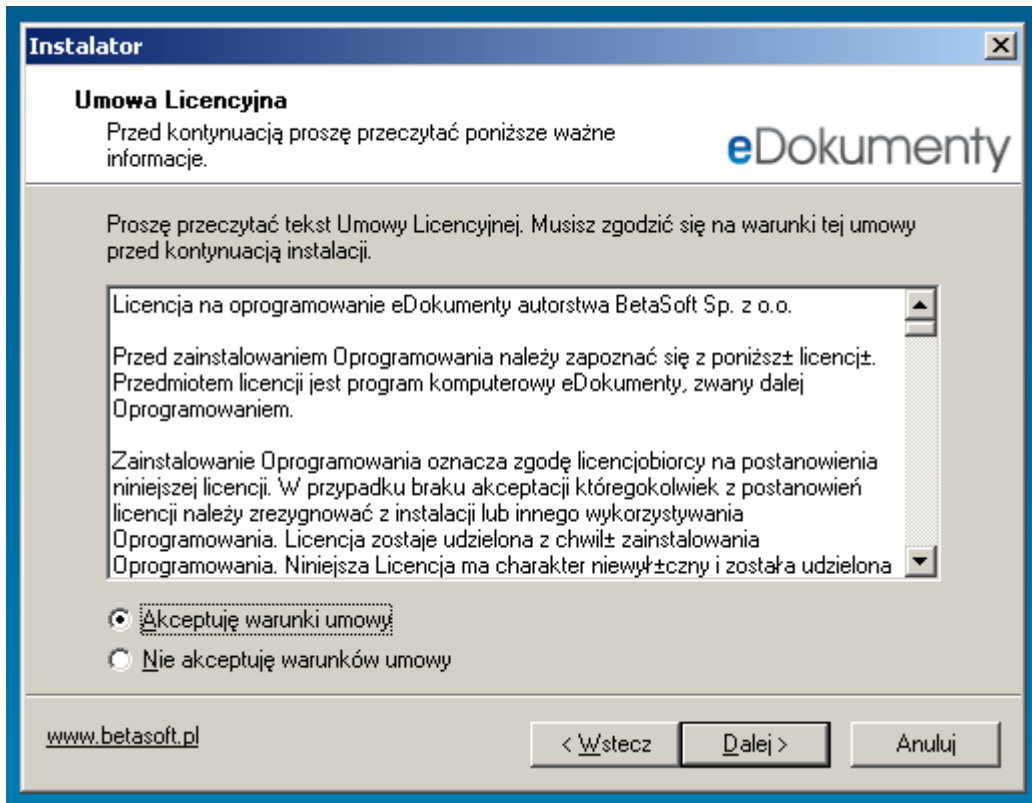 Instalator
Umowa Licencyjna
Przed kontynuacją proszę przeczytać poniższe ważne
informacje.
eDokumenty
Proszę przeczytać tekst Umowy Licencyjnej. Musisz zgodzić się na warunki tej umowy
przed kontynuacją instalacji.
Licencja na oprogramowanie eDokumenty autorstwa BetaSoft Sp. z o.o.
Przed zainstalowaniem Oprogramowania należy zapoznać się z poniższ± licencj±.
Przedmiotem licencji jest program komputerowy eDokumenty, zwany dalej
Oprogramowaniem.
Zainstalowanie Oprogramowania oznacza zgodę licencjobiorcy na postanowienia
niniejszej licencji. W przypadku braku akceptacji któregokolwiek z postanowień
licencji należy zrezygnować z instalacji lub innego wykorzystywania
Oprogramowania. Licencja zostaje udzielona z chwil± zainstalowania
Oprogramowania. Niniejsza Licencja ma charakter niewył±czny i została udzielona
Akceptuję warunki umowy
Nie akceptuję warunków umowy
www.betasoft.pl
< Wstecz
Dalej >
Anuluj